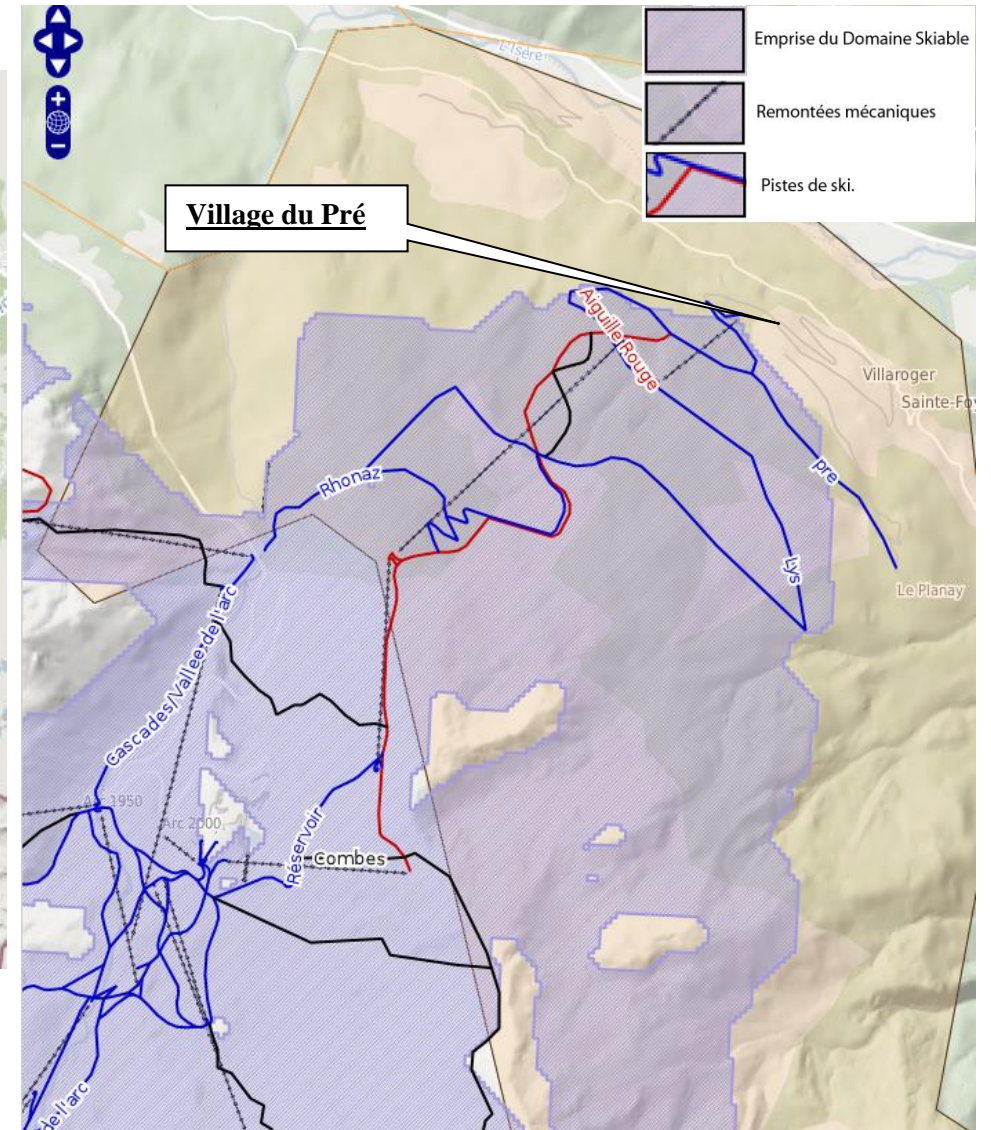 L'Isère
Emprise du Domaine Skiable
Remontées mécaniques
Pistes de ski.
Village du Pré
Aiguille Rouge
Villaroger
Sainte-Foy
Rhonaz
pre
Lys
Le Planay
Cascades/Vallee de l'arc
Arc 1950
Arc 2000
Réservoir
Combes
de l'arc